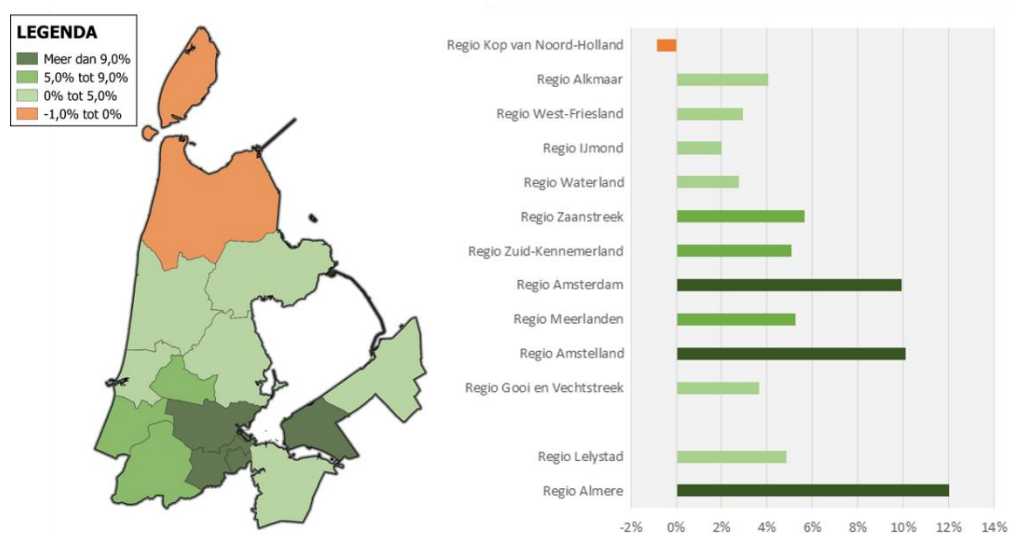 LEGENDA
Meer dan 9,0%
5,0% tot 9,0%
0% tot 5,0%
-1,0% tot 0%
Regio Kop van Noord-Holland
Regio Alkmaar
Regio West-Friesland
Regio IJmond
Regio Waterland
Regio Zaanstreek
Regio Zuid-Kennemerland
Regio Amsterdam
Regio Meerlanden
Regio Amstelland
Regio Gooi en Vechtstreek
Regio Lelystad
Regio Almere
-2% 0% 2% 4% 6% 8% 10% 12% 14%